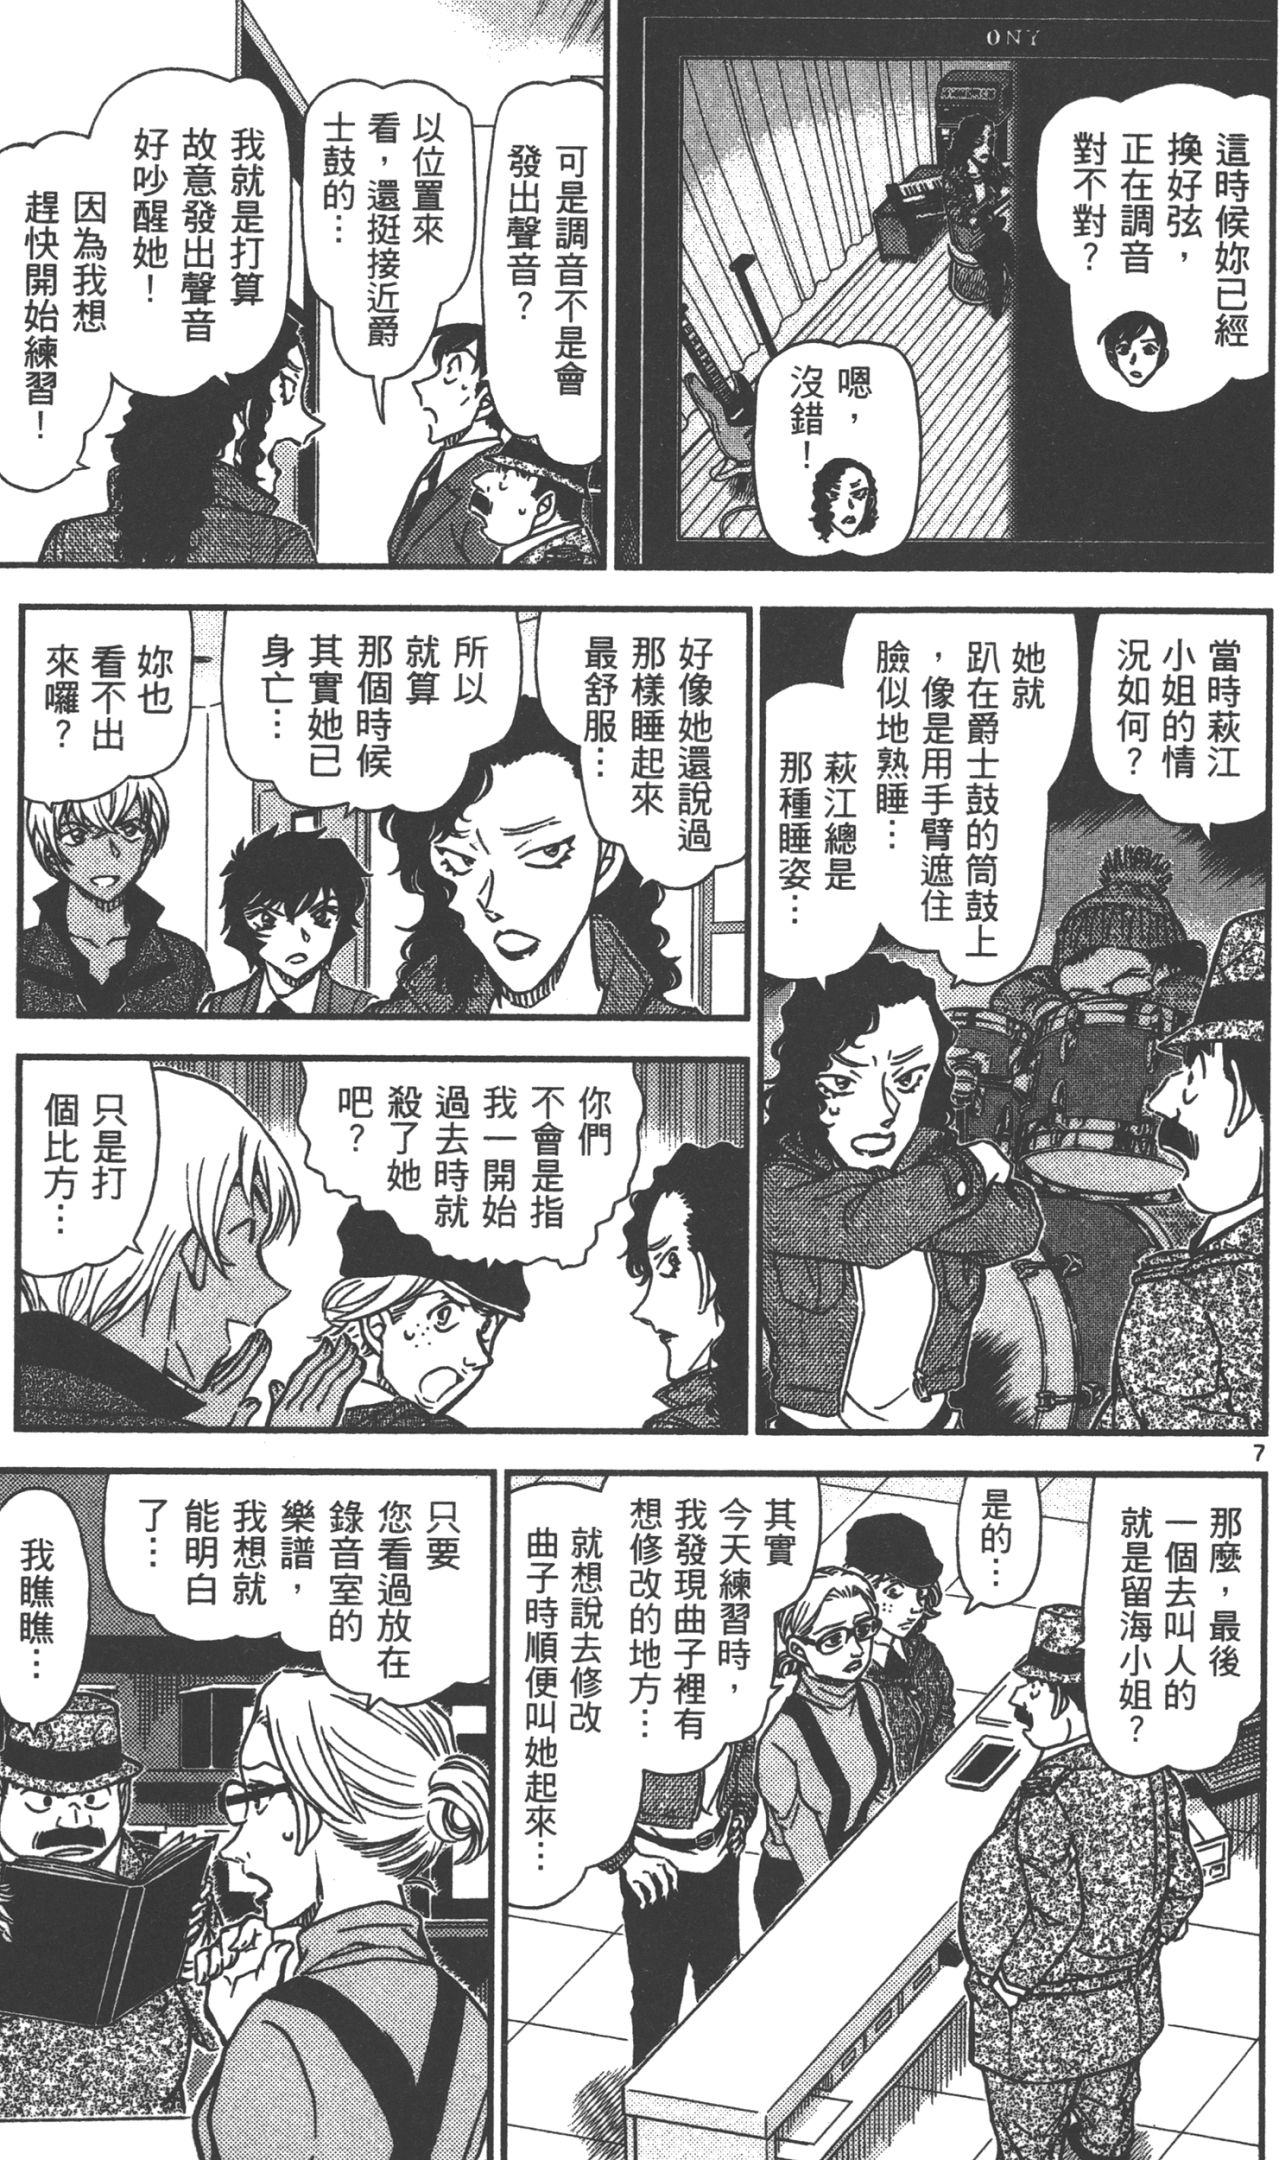 ONY
這時候妳已經
換好弦，
正在調音
對不對？
嗯，
沒錯！
可是調音不是會
發出聲音？
以位置來
看，還挺接近爵
士鼓的…
我就是打算
故意發出聲音
好吵醒她！
因為我想
趕快開始練習！
當時萩江
小姐的情
況如何？
她就
趴在爵士鼓的筒鼓上
，像是用手臂遮住
臉似地熟睡…
萩江總是
那種睡姿…
好像她還說過
那樣睡起來
最舒服…
所以
就算
那個時候
其實她已
身亡…
妳也
看不出
來囉？
你們
不會是指
我一開始
過去時就
殺了她
吧？
只是打
個比方…
7
那麼，最後
一個去叫人的
就是留海小姐？
是的…
其實
今天練習時，
我發現曲子裡有
想修改的地方…
就想說去修改
曲子時順便叫她起來…
只要
您看過放在
錄音室的
樂譜，
我想就
能明白
了…
我瞧瞧…